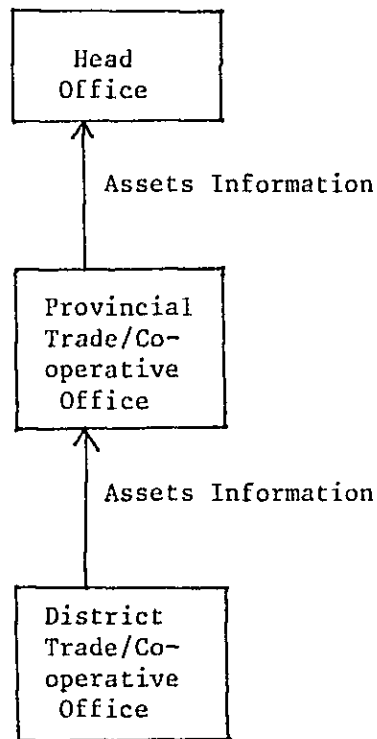 Head
Office
Assets Information
Provincial
Trade/Co-
operative
Office
Assets Information
District
Trade/Co-
operative
Office